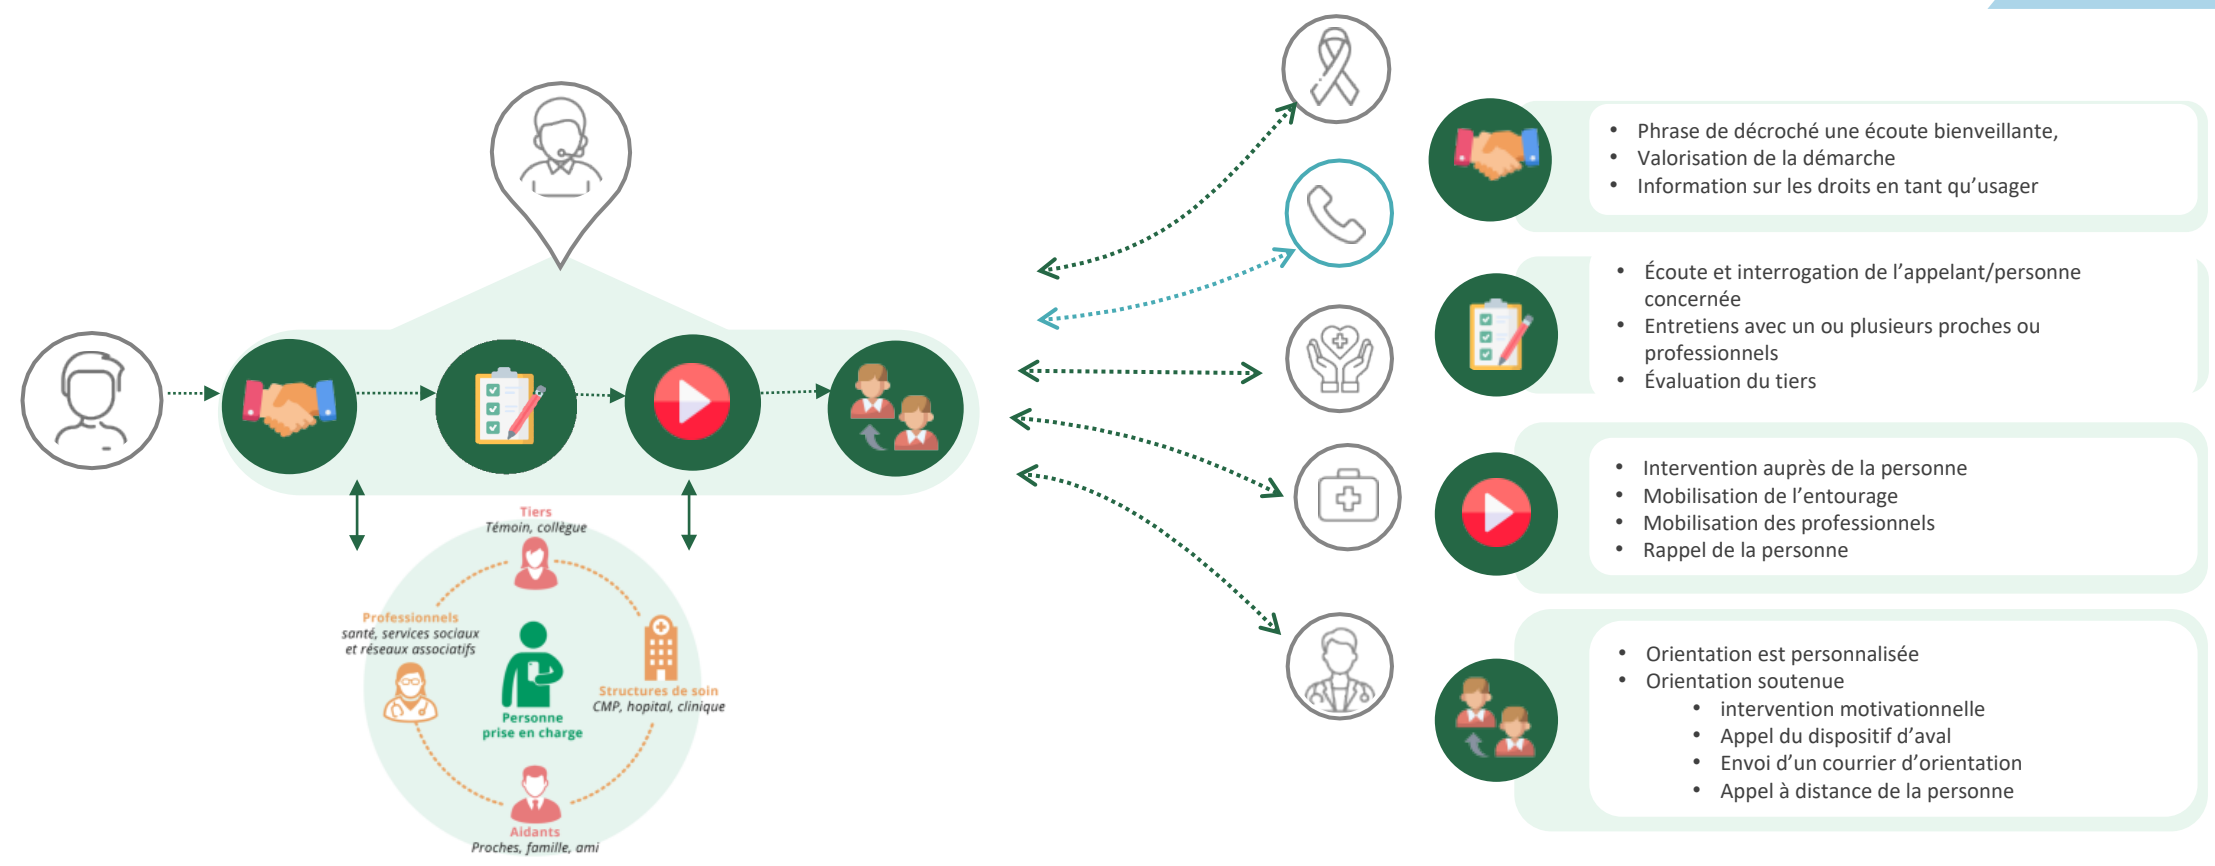 Tiers
Témoin, collègue
Professionnels
santé, services sociaux
et réseaux associatifs
Structures de soin
CMP, hopital, clinique
Personne
prise en charge
Aidants
Proches, famille, ami
• Phrase de décroché une écoute bienveillante,
• Valorisation de la démarche
• Information sur les droits en tant qu’usager
• Écoute et interrogation de l’appelant/personne
concernée
• Entretiens avec un ou plusieurs proches ou
professionnels
• Évaluation du tiers
• Intervention auprès de la personne
• Mobilisation de l’entourage
• Mobilisation des professionnels
• Rappel de la personne
• Orientation est personnalisée
• Orientation soutenue
• intervention motivationnelle
• Appel du dispositif d’aval
• Envoi d’un courrier d’orientation
• Appel à distance de la personne